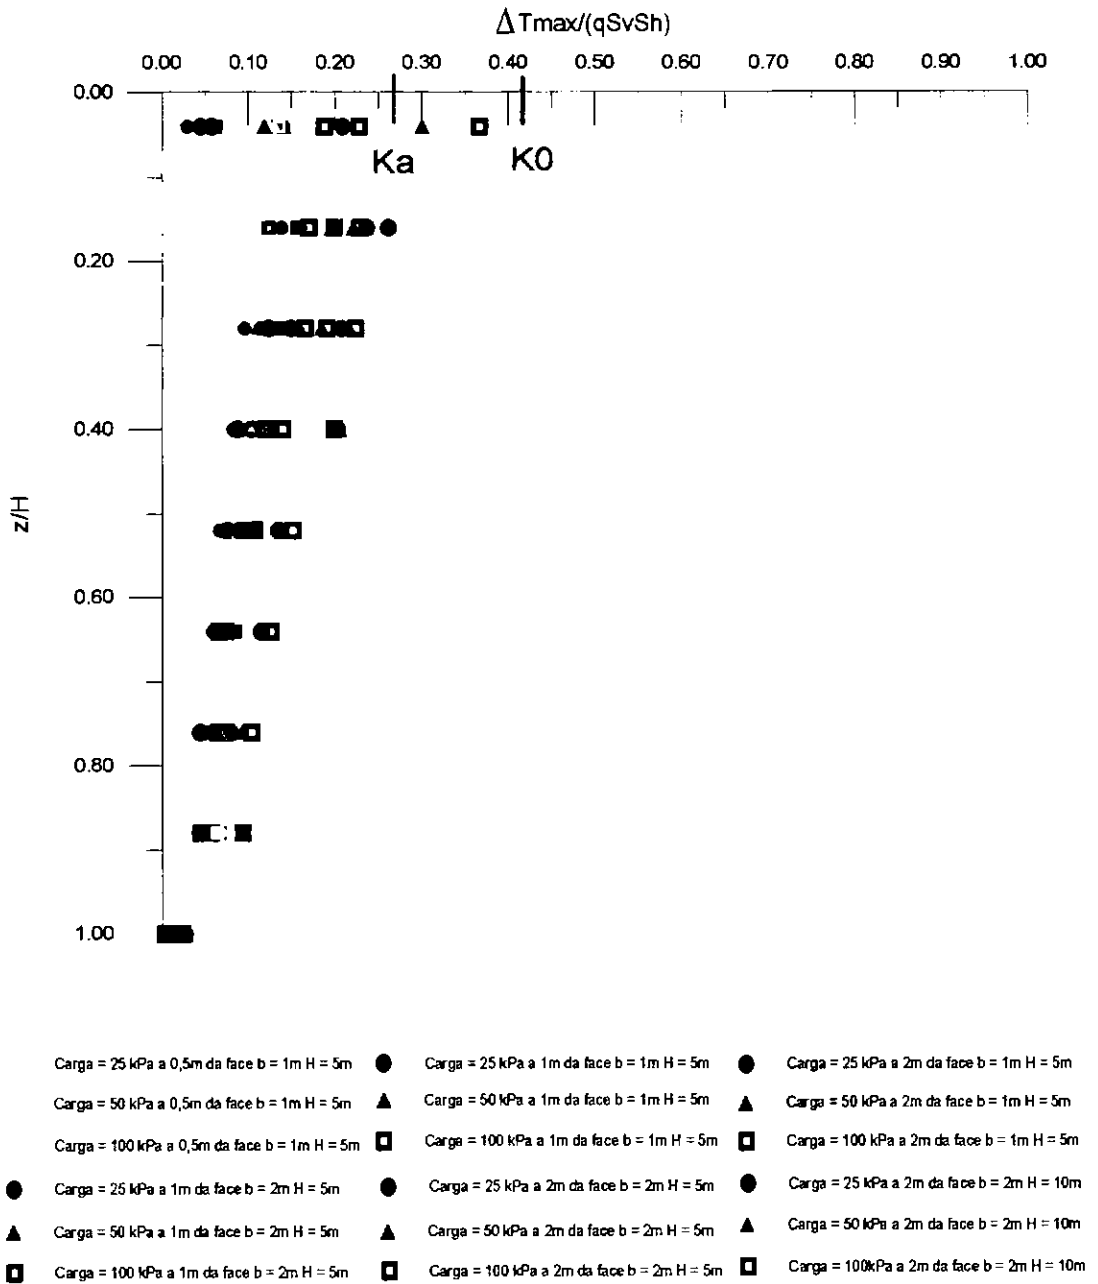 Δ Tmax/(qSvSh)
0.00 0.10 0.20 0.30 0.40 0.50 0.60 0.70 0.80 0.90 1.00
0.00
Ka K0
0.20
0.40
z/H
0.60
0.80
1.00
Carga = 25 kPa a 0,5m da face b = 1m H = 5m
Carga = 25 kPa a 1m da face b = 1m H = 5m
Carga = 25 kPa a 2m da face b = 1m H = 5m
Carga = 50 kPa a 0,5m da face b = 1m H = 5m
Carga = 50 kPa a 1m da face b = 1m H = 5m
Carga = 50 kPa a 2m da face b = 1m H = 5m
Carga = 100 kPa a 0,5m da face b = 1m H = 5m
Carga = 100 kPa a 1m da face b = 1m H = 5m
Carga = 100 kPa a 2m da face b = 1m H = 5m
Carga = 25 kPa a 1m da face b = 2m H = 5m
Carga = 25 kPa a 2m da face b = 2m H = 5m
Carga = 25 kPa a 2m da face b = 2m H = 10m
Carga = 50 kPa a 1m da face b = 2m H = 5m
Carga = 50 kPa a 2m da face b = 2m H = 5m
Carga = 50 kPa a 2m da face b = 2m H = 10m
Carga = 100 kPa a 1m da face b = 2m H = 5m
Carga = 100 kPa a 2m da face b = 2m H = 5m
Carga = 100kPa a 2m da face b = 2m H = 10m